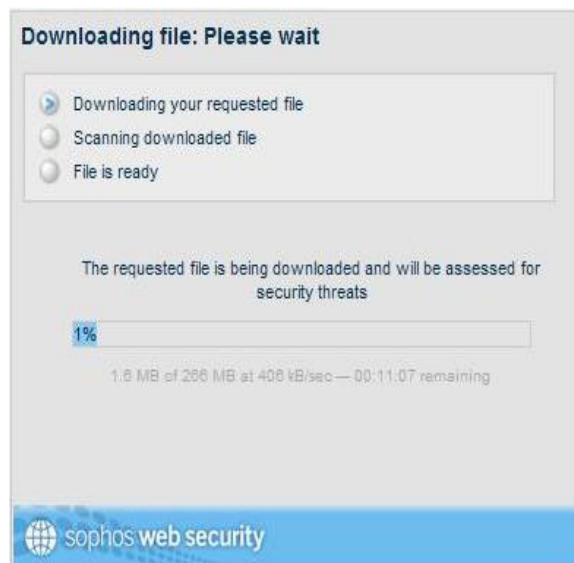 Downloading file: Please wait
Downloading your requested file
Scanning downloaded file
File is ready
The requested file is being downloaded and will be assessed for
security threats
1%
1.6 MB of 266 MB at 406 kB/sec — 00:11:07 remaining
sophos web security